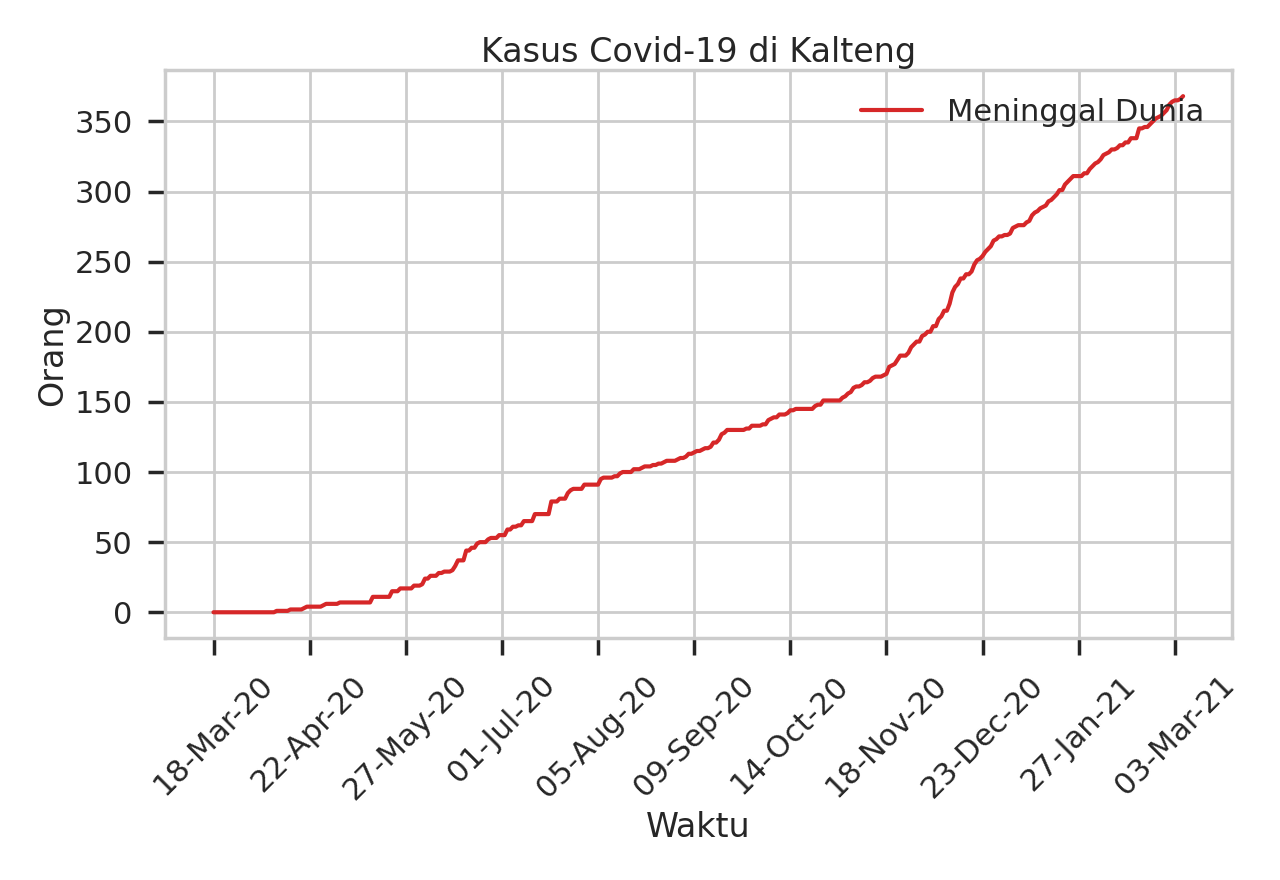 Kasus Covid-19 di Kalteng
Meninggal Dunia
Orang
350
300
250
200
150
100
50
0
18-Mar-20
22-Apr-20
27-May-20
01-Jul-20
05-Aug-20
09-Sep-20
14-Oct-20
18-Nov-20
23-Dec-20
27-Jan-21
03-Mar-21
Waktu